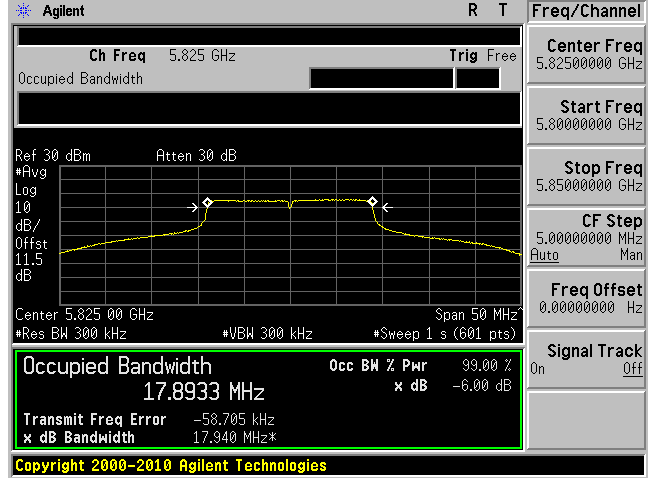 Agilent R T Freq/Channel
Ch Freq 5.825 GHz Trig Free
Occupied Bandwidth
Center Freq
5.82500000 GHz
Start Freq
5.80000000 GHz
Stop Freq
5.85000000 GHz
CF Step
5.00000000 MHz
Auto Man
Freq Offset
0.00000000 Hz
Signal Track
On Off
Ref 30 dBm Atten 30 dB
#Avg
Log
10
dB/
Offst
11.5
dB
Center 5.825 00 GHz Span 50 MHz^
#Res BW 300 kHz #VBW 300 kHz #Sweep 1 s (601 pts)
Occupied Bandwidth Occ BW % Pwr 99.00 %
17.8933 MHz x dB -6.00 dB
Transmit Freq Error -58.705 kHz
x dB Bandwidth 17.940 MHz*
Copyright 2000-2010 Agilent Technologies